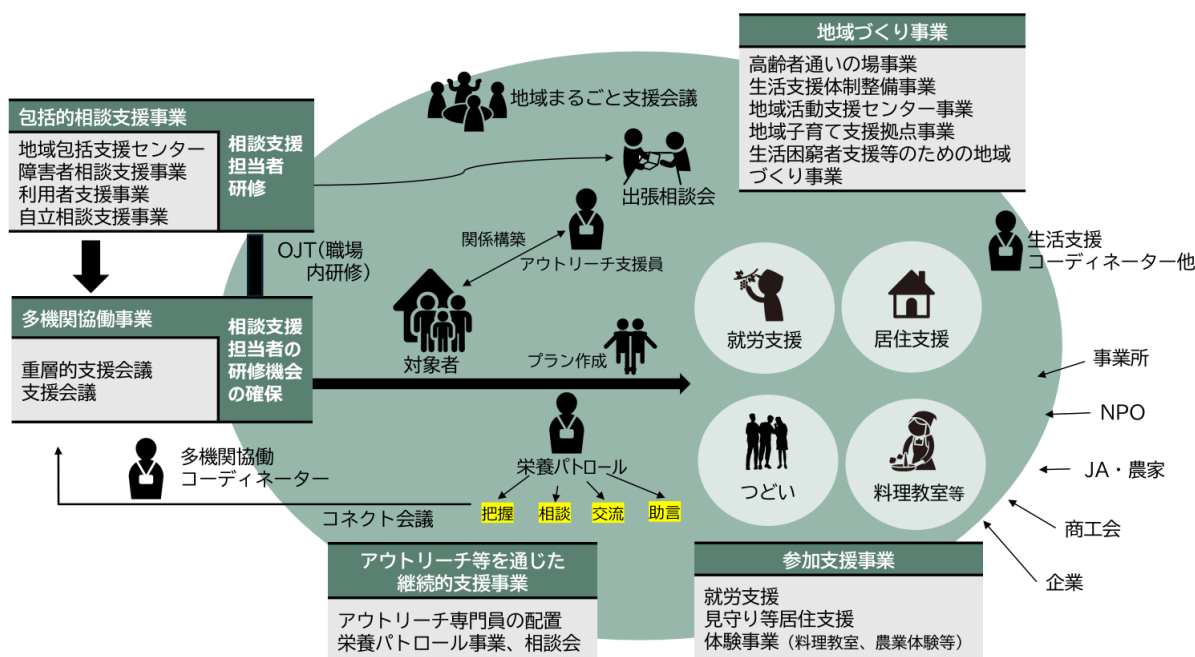 地域づくり事業
高齢者通いの場事業
生活支援体制整備事業
地域活動支援センター事業
地域子育て支援拠点事業
生活困窮者支援等のための地域
づくり事業
地域まるごと支援会議
包括的相談支援事業
地域包括支援センター
障害者相談支援事業
利用者支援事業
自立相談支援事業
相談支援
担当者
研修
出張相談会
関係構築
アウトリーチ支援員
OJT(職場
内研修)
生活支援
コーディネーター他
多機関協働事業
重層的支援会議
支援会議
相談支援
担当者の
研修機会
の確保
対象者
プラン作成
就労支援
居住支援
事業所
NPO
JA・農家
商工会
企業
栄養パトロール
把握
相談
交流
助言
つどい
料理教室等
多機関協働
コーディネーター
コネクト会議
アウトリーチ等を通じた
継続的支援事業
アウトリーチ専門員の配置
栄養パトロール事業、相談会
参加支援事業
就労支援
見守り等居住支援
体験事業(料理教室、農業体験等)